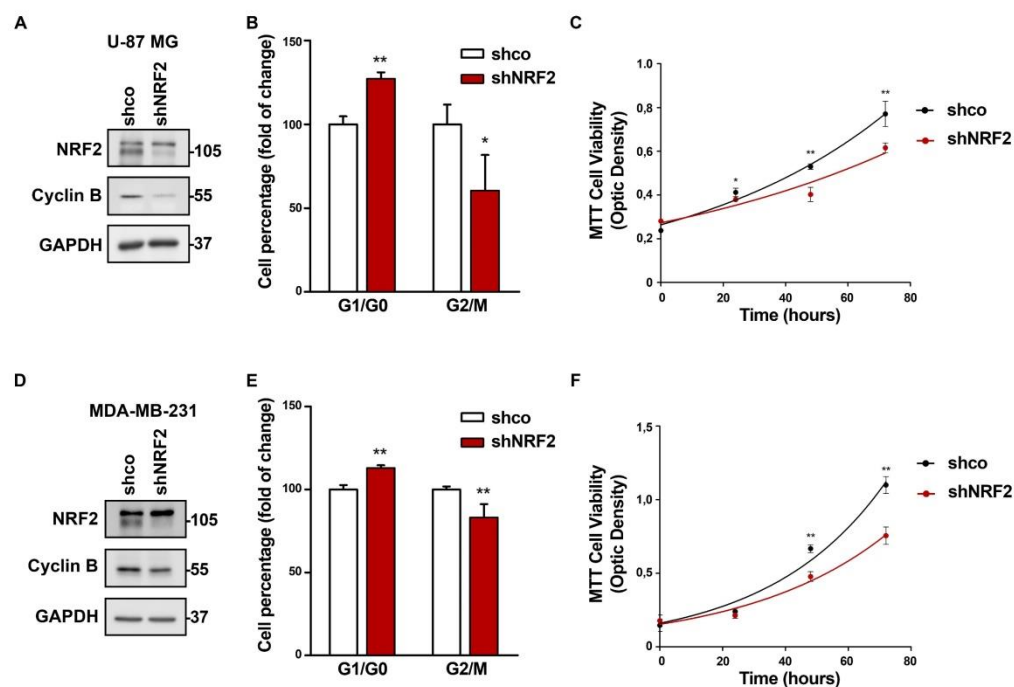 A
U-87 MG
shco
shNRF2
NRF2
-105
Cyclin B
-55
GAPDH
-37
B
Cell percentage (fold of change)
150
100
50
0
**
*
G1/G0
G2/M
shco
shNRF2
C
MTT Cell Viability
(Optic Density)
1,0
0,8
0,6
0,4
0,2
0
*
**
**
0
20
40
60
80
Time (hours)
shco
shNRF2
D
MDA-MB-231
shco
shNRF2
NRF2
-105
Cyclin B
-55
GAPDH
-37
E
Cell percentage (fold of change)
150
100
50
0
**
**
G1/G0
G2/M
shco
shNRF2
F
MTT Cell Viability
(Optic Density)
1,5
1,0
0,5
0,0
**
**
0
20
40
60
80
Time (hours)
shco
shNRF2